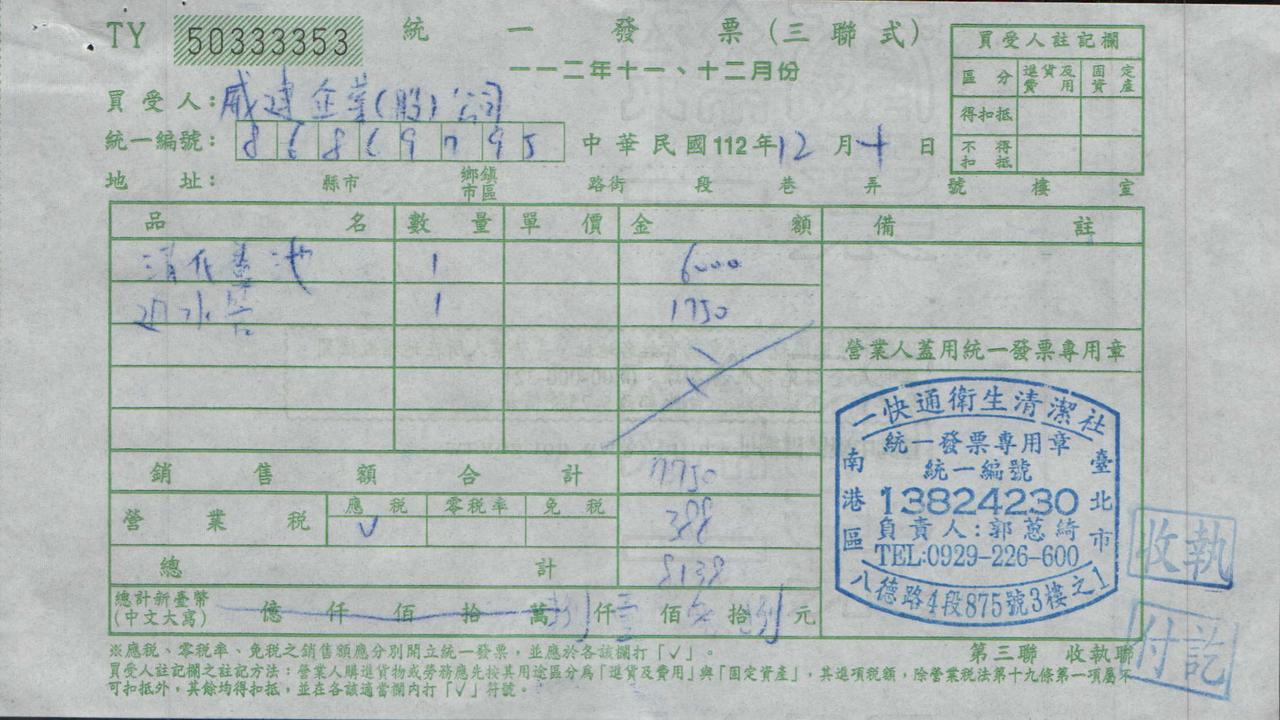 TY 50333353 統一發票(三聯式)
一一二年十一、十二月份
買受人:威達企業(股)公司
統一編號: 86869795 中華民國112年12月十日
地址: 縣市 鄉鎮市區 路街 段 巷 弄 號 樓 室
買受人註記欄
區分 進貨及費用 固定資產
得扣抵
不得扣抵
品名 數量 單價 金額 備註
清化糞池 1 6000
通水管 1 1750
營業人蓋用統一發票專用章
銷售額合計 7750
營業稅 應稅 V 零稅率 免稅 388
總計 8138
總計新臺幣(中文大寫) 億 仟 佰 拾 萬 捌 仟 壹 佰 拾 捌 元
一快通衛生清潔社
統一發票專用章
統一編號
13824230
負責人:郭蔥綺
TEL:0929-226-600
臺北市
南港區
八德路4段875號3樓之1
收執
付訖
※應稅、零稅率、免稅之銷售額應分別開立統一發票,並應於各該欄打「√」。
第三聯 收執聯
買受人註記欄之註記方法:營業人購進貨物或勞務應先按其用途區分為「進貨及費用」與「固定資產」,其進項稅額,除營業稅法第十九條第一項屬不
可扣抵外,其餘均得扣抵,並在各該適當欄內打「√」符號。